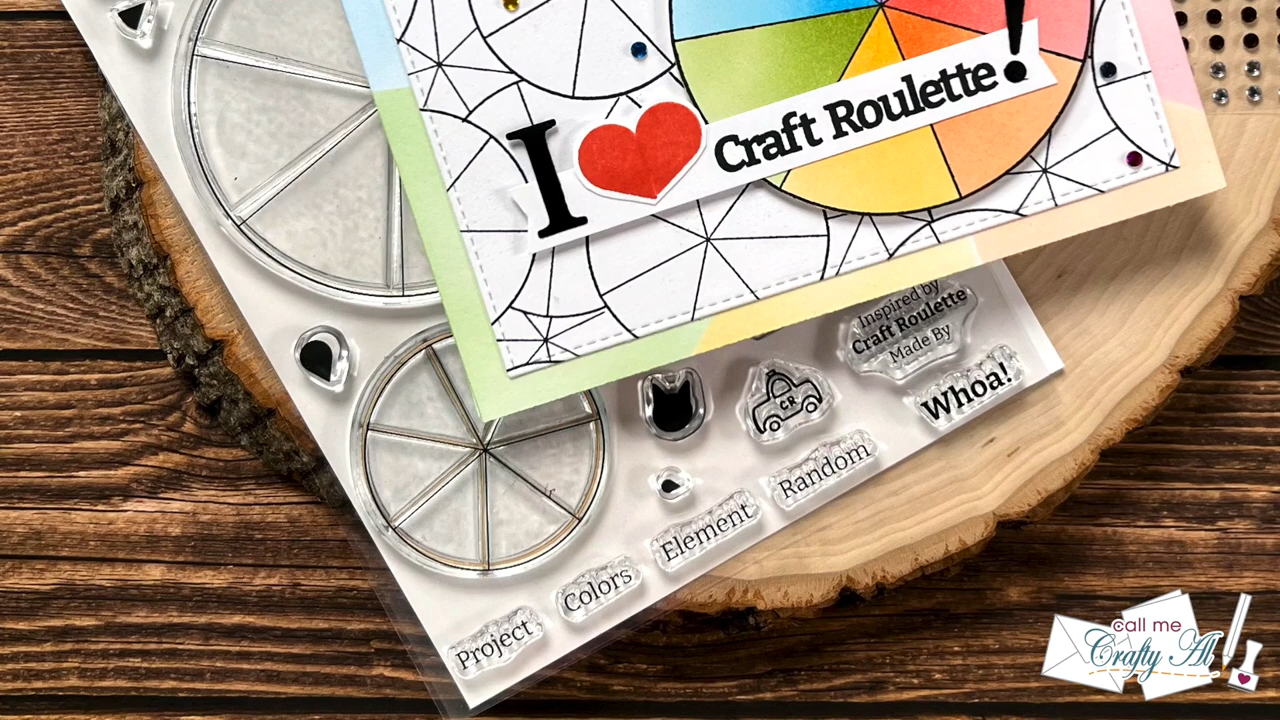 I Craft Roulette!
Inspired by
Craft Roulette
Made By
Whoa!
CR
Random
Element
Colors
Project
call me
Crafty Al